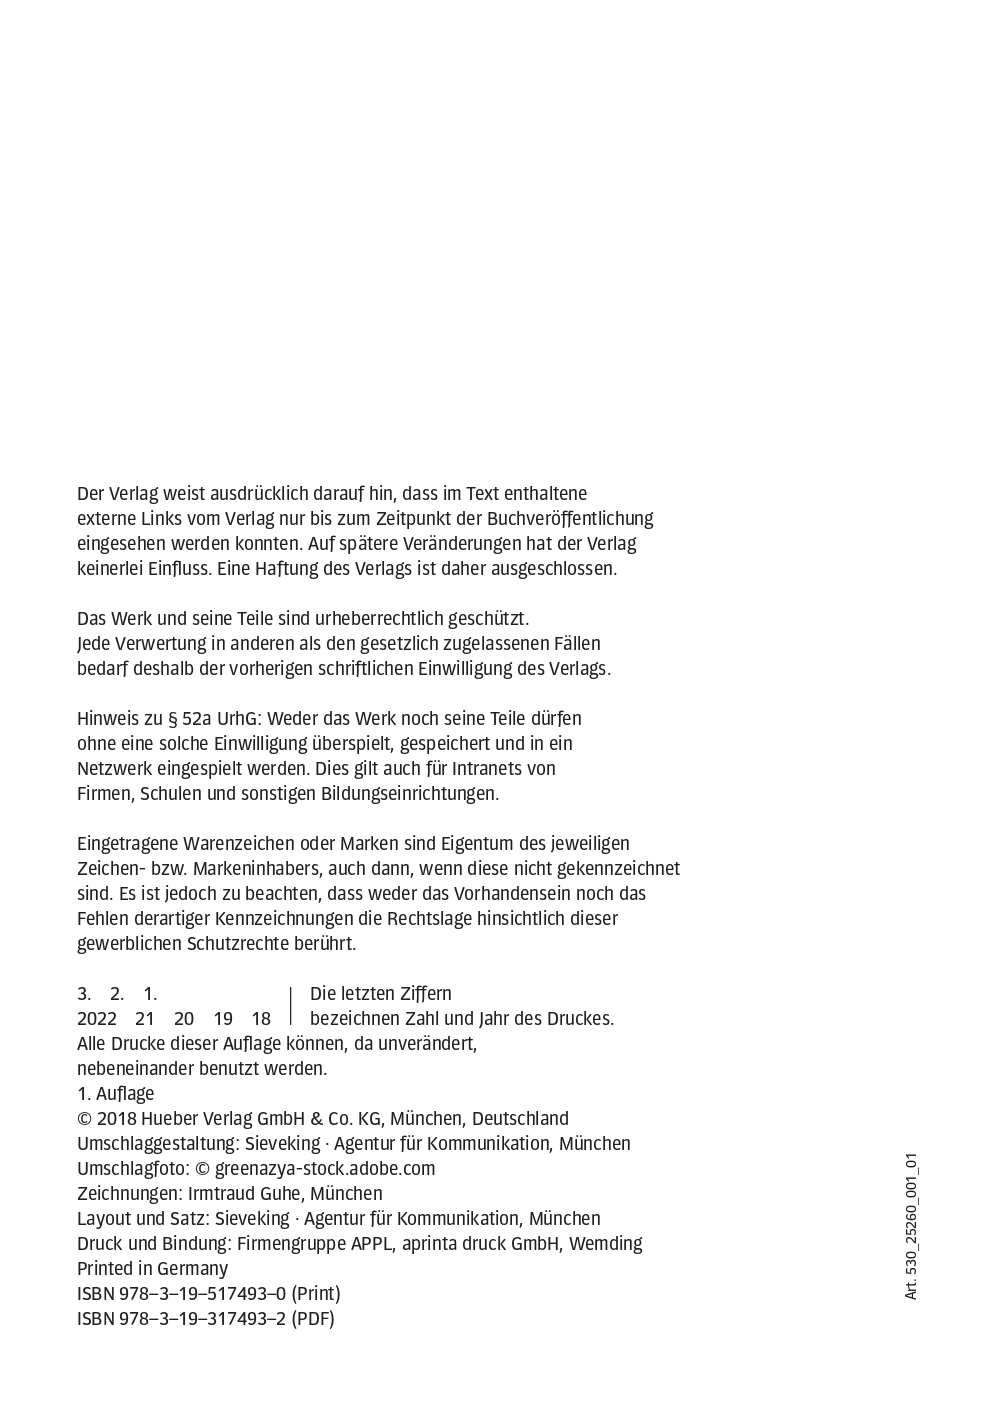 Der Verlag weist ausdrücklich darauf hin, dass im Text enthaltene
externe Links vom Verlag nur bis zum Zeitpunkt der Buchveröffentlichung
eingesehen werden konnten. Auf spätere Veränderungen hat der Verlag
keinerlei Einfluss. Eine Haftung des Verlags ist daher ausgeschlossen.
Das Werk und seine Teile sind urheberrechtlich geschützt.
Jede Verwertung in anderen als den gesetzlich zugelassenen Fällen
bedarf deshalb der vorherigen schriftlichen Einwilligung des Verlags.
Hinweis zu § 52a UrhG: Weder das Werk noch seine Teile dürfen
ohne eine solche Einwilligung überspielt, gespeichert und in ein
Netzwerk eingespielt werden. Dies gilt auch für Intranets von
Firmen, Schulen und sonstigen Bildungseinrichtungen.
Eingetragene Warenzeichen oder Marken sind Eigentum des jeweiligen
Zeichen- bzw. Markeninhabers, auch dann, wenn diese nicht gekennzeichnet
sind. Es ist jedoch zu beachten, dass weder das Vorhandensein noch das
Fehlen derartiger Kennzeichnungen die Rechtslage hinsichtlich dieser
gewerblichen Schutzrechte berührt.
3. 2. 1. Die letzten Ziffern
2022 21 20 19 18 bezeichnen Zahl und Jahr des Druckes.
Alle Drucke dieser Auflage können, da unverändert,
nebeneinander benutzt werden.
1. Auflage
© 2018 Hueber Verlag GmbH & Co. KG, München, Deutschland
Umschlaggestaltung: Sieveking · Agentur für Kommunikation, München
Umschlagfoto: © greenazya-stock.adobe.com
Zeichnungen: Irmtraud Guhe, München
Layout und Satz: Sieveking · Agentur für Kommunikation, München
Druck und Bindung: Firmengruppe APPL, aprinta druck GmbH, Wemding
Printed in Germany
ISBN 978–3–19–517493–0 (Print)
ISBN 978–3–19–317493–2 (PDF)
Art. 530_25260_001_01